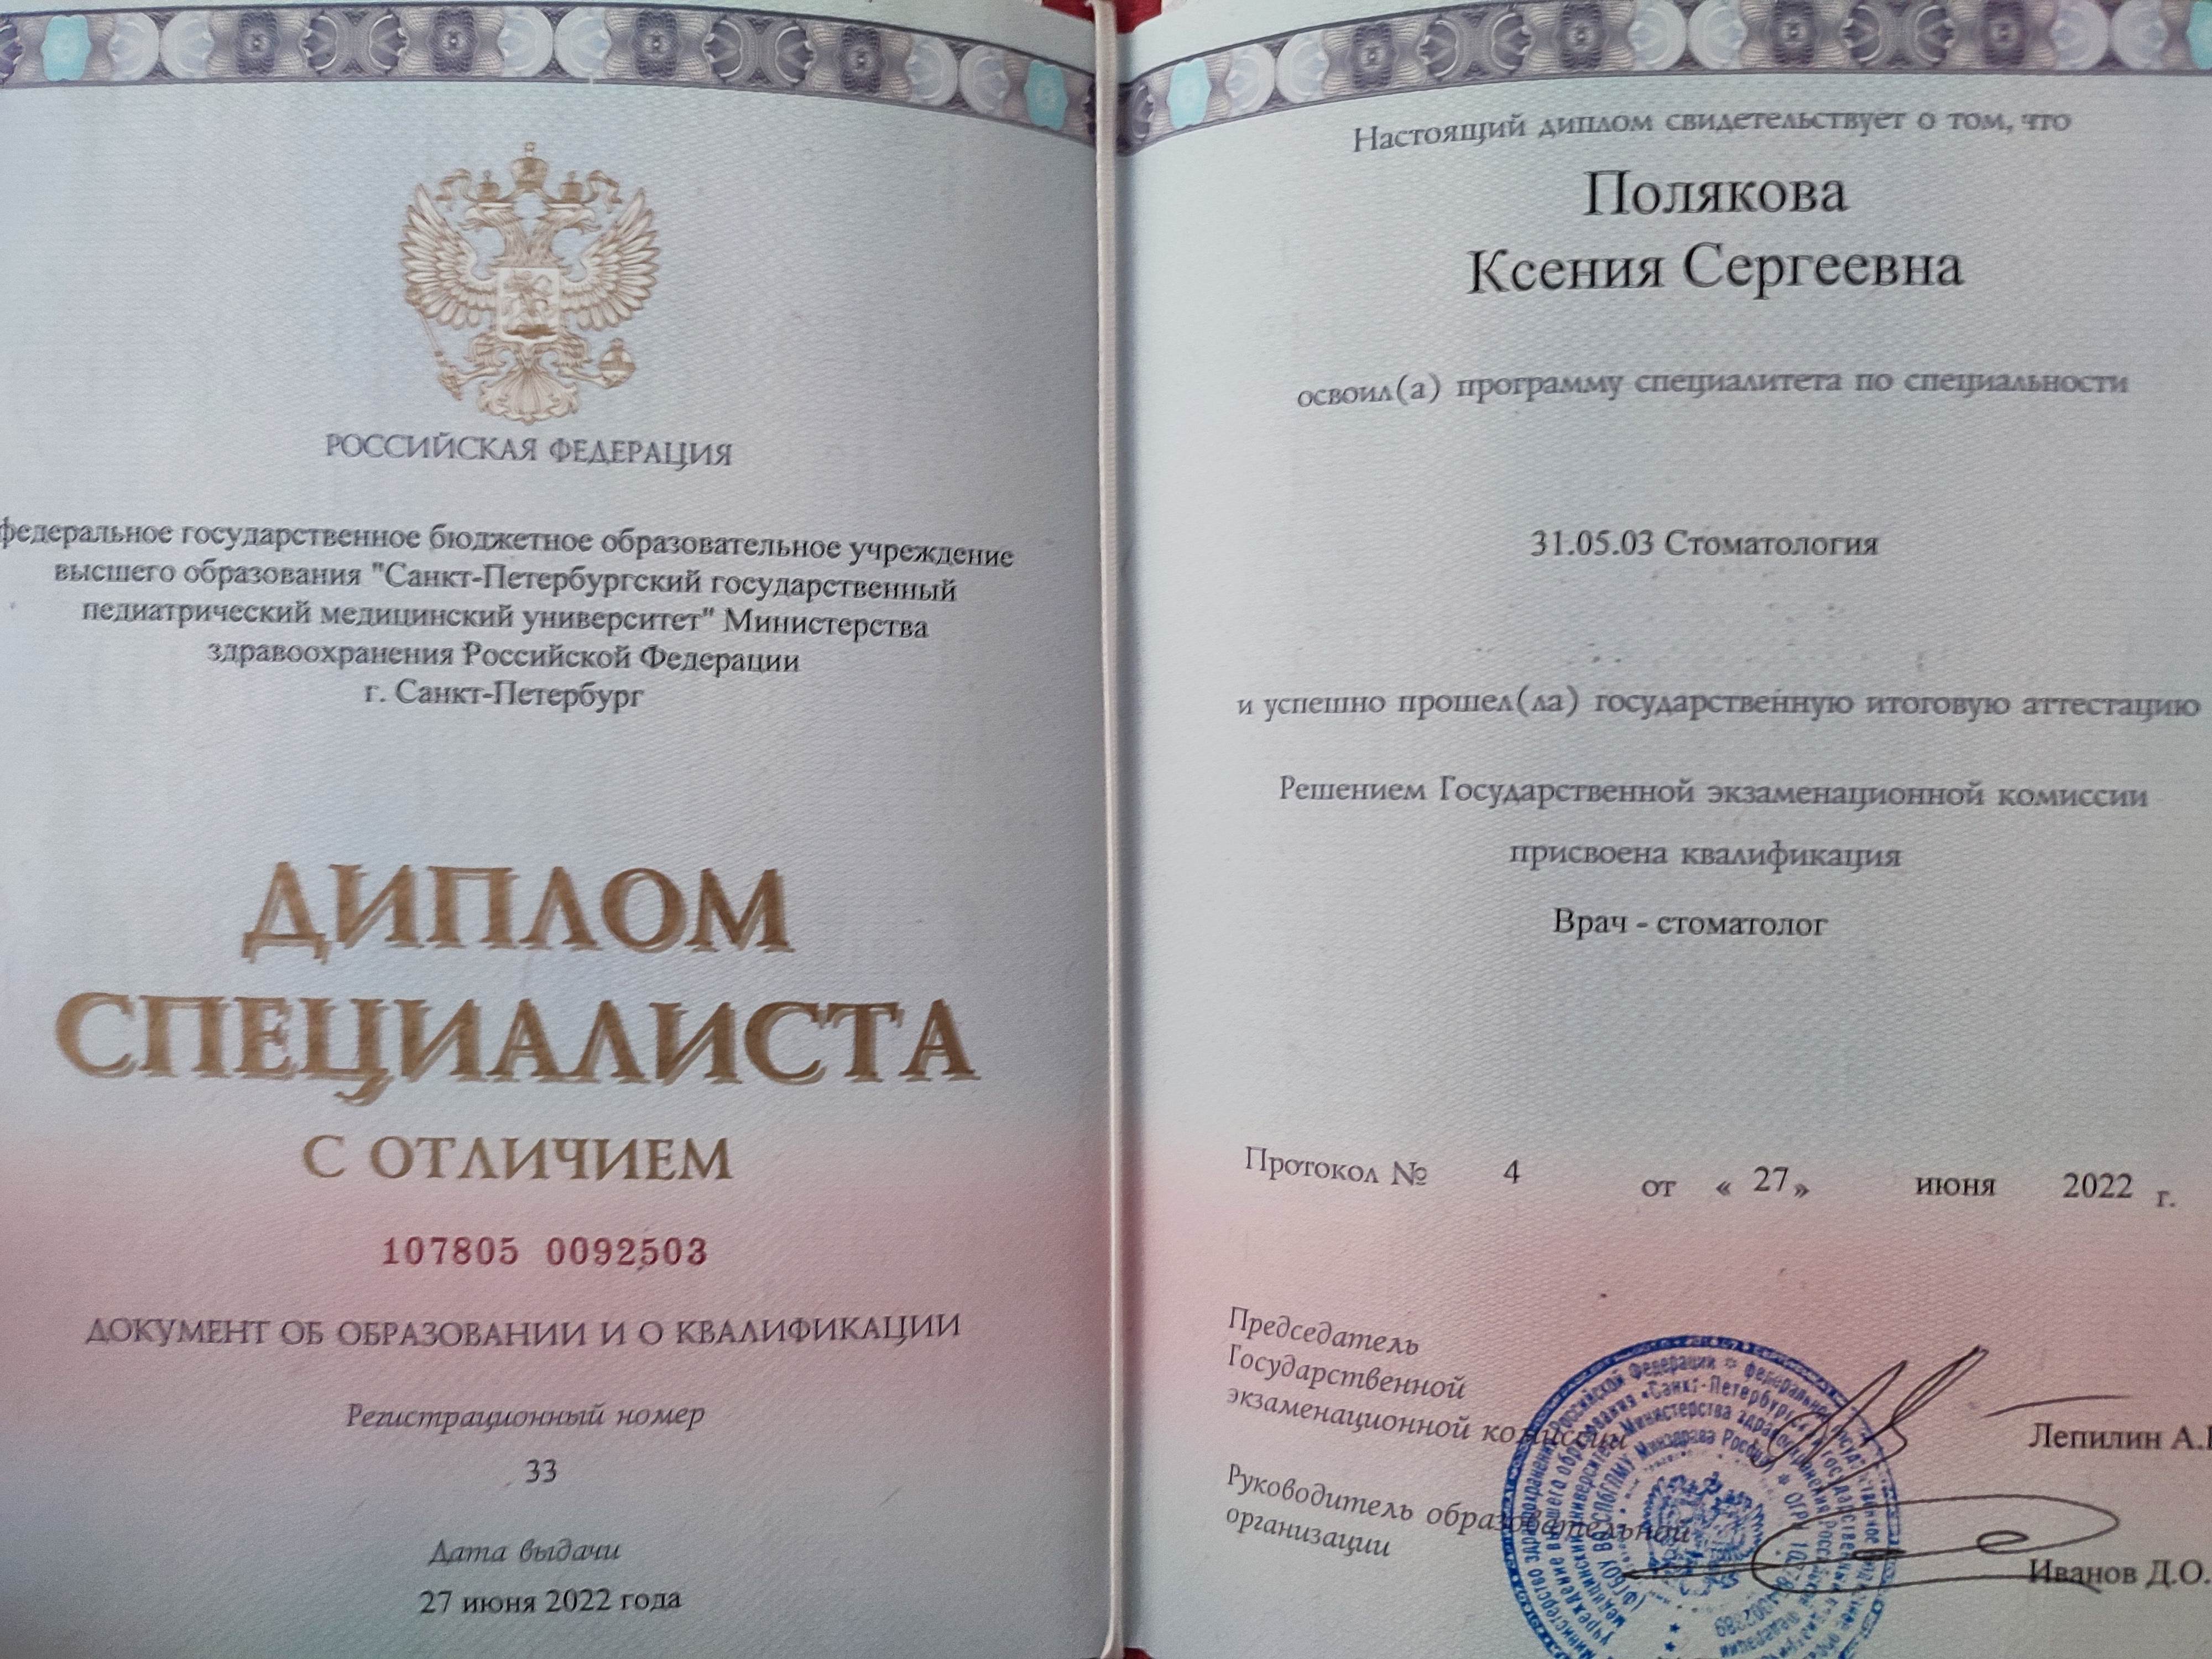 РОССИЙСКАЯ ФЕДЕРАЦИЯ
федеральное государственное бюджетное образовательное учреждение
высшего образования "Санкт-Петербургский государственный
педиатрический медицинский университет" Министерства
здравоохранения Российской Федерации
г. Санкт-Петербург
ДИПЛОМ
СПЕЦИАЛИСТА
С ОТЛИЧИЕМ
107805 0092503
ДОКУМЕНТ ОБ ОБРАЗОВАНИИ И О КВАЛИФИКАЦИИ
Регистрационный номер
33
Дата выдачи
27 июня 2022 года
Настоящий диплом свидетельствует о том, что
Полякова
Ксения Сергеевна
освоил(а) программу специалитета по специальности
31.05.03 Стоматология
и успешно прошел(ла) государственную итоговую аттестацию
Решением Государственной экзаменационной комиссии
присвоена квалификация
Врач - стоматолог
Протокол № 4 от « 27 » июня 2022 г.
Председатель
Государственной
экзаменационной комиссии
Лепилин А.
Руководитель образовательной
организации
Иванов Д.О.